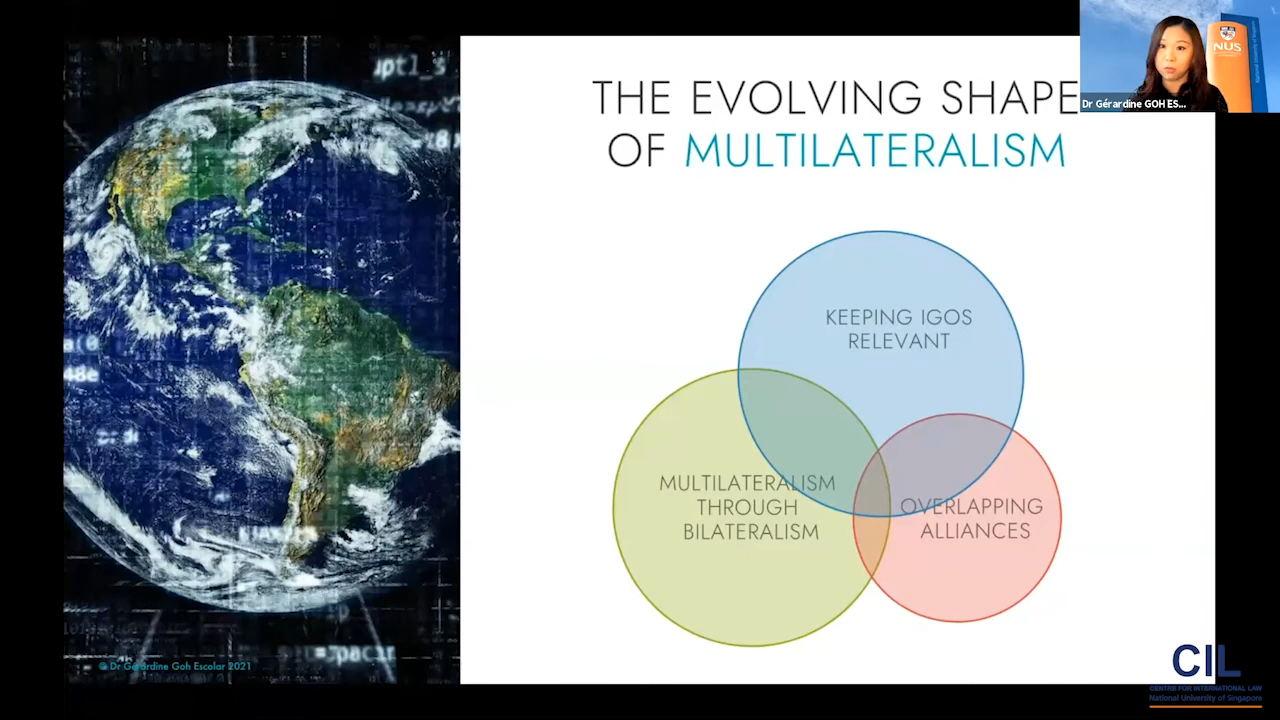 THE EVOLVING SHAPE
OF MULTILATERALISM
KEEPING IGOS
RELEVANT
MULTILATERALISM
THROUGH
BILATERALISM
OVERLAPPING
ALLIANCES
© Dr Gérardine Goh Escolar 2021
NUS
Dr Gérardine GOH ES...
CIL
CENTRE FOR INTERNATIONAL LAW
National University of Singapore